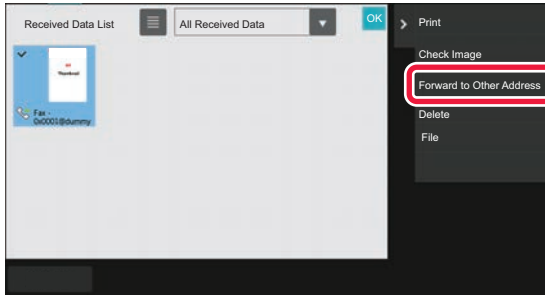 Received Data List
All Received Data
OK
Thumbnail
Fax -
0x0001@dummy
Print
Check Image
Forward to Other Address
Delete
File